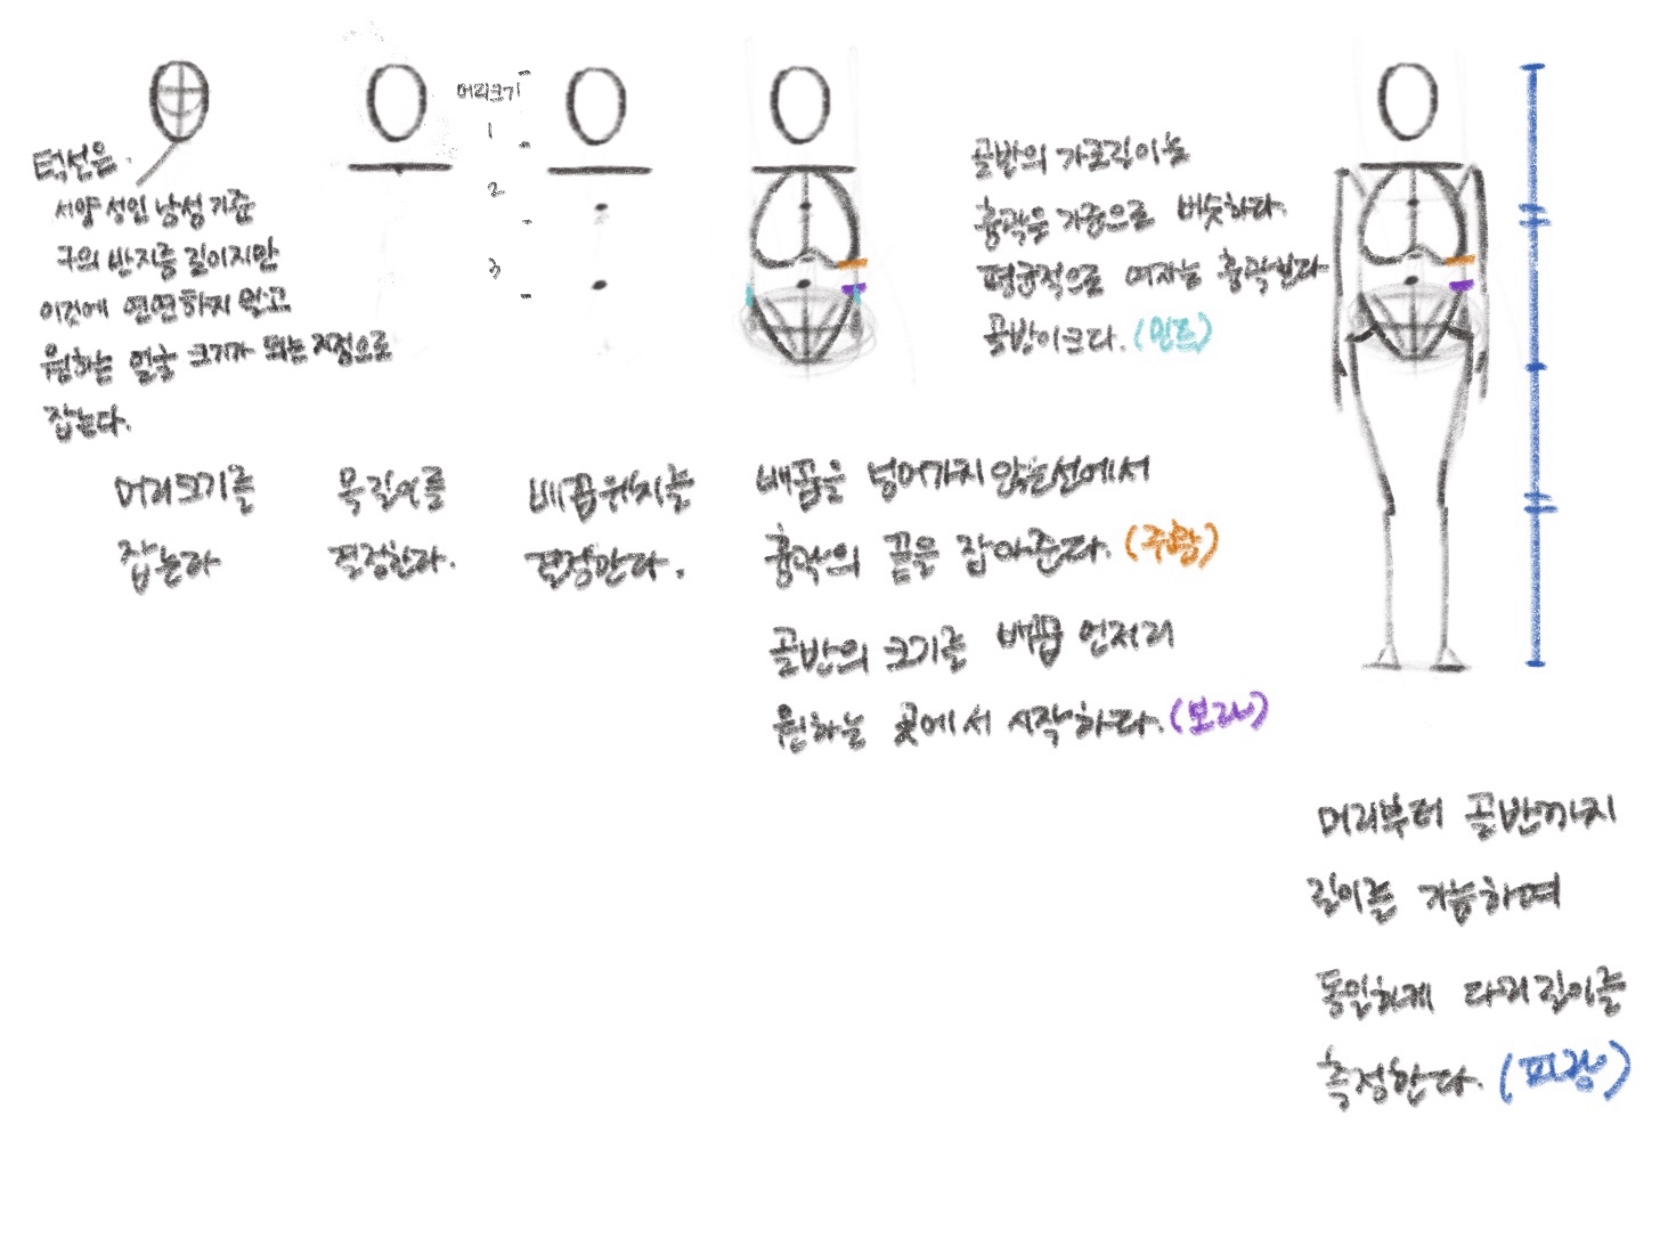 턱선은
서양 성인 남성 기준
구의 반지름 길이지만
이것에 연연하지 말고
원하는 얼굴 크기가 되는 지점으로
잡는다.
머리크기를
잡는다
목길이를
결정한다.
머리크기
1
2
3
배꼽위치를
결정한다.
배꼽을 넘어가지 않는선에서
흉곽의 끝을 잡아준다. (주황)
골반의 크기를 배꼽 언저리
원하는 곳에서 시작하다. (보라)
골반의 가로길이는
흉곽을 기준으로 비슷하다.
평균적으로 여자는 흉곽보다
골반이크다. (민트)
머리부터 골반까지
길이를 가늠하며
동일하게 다리길이를
측정한다. (파랑)